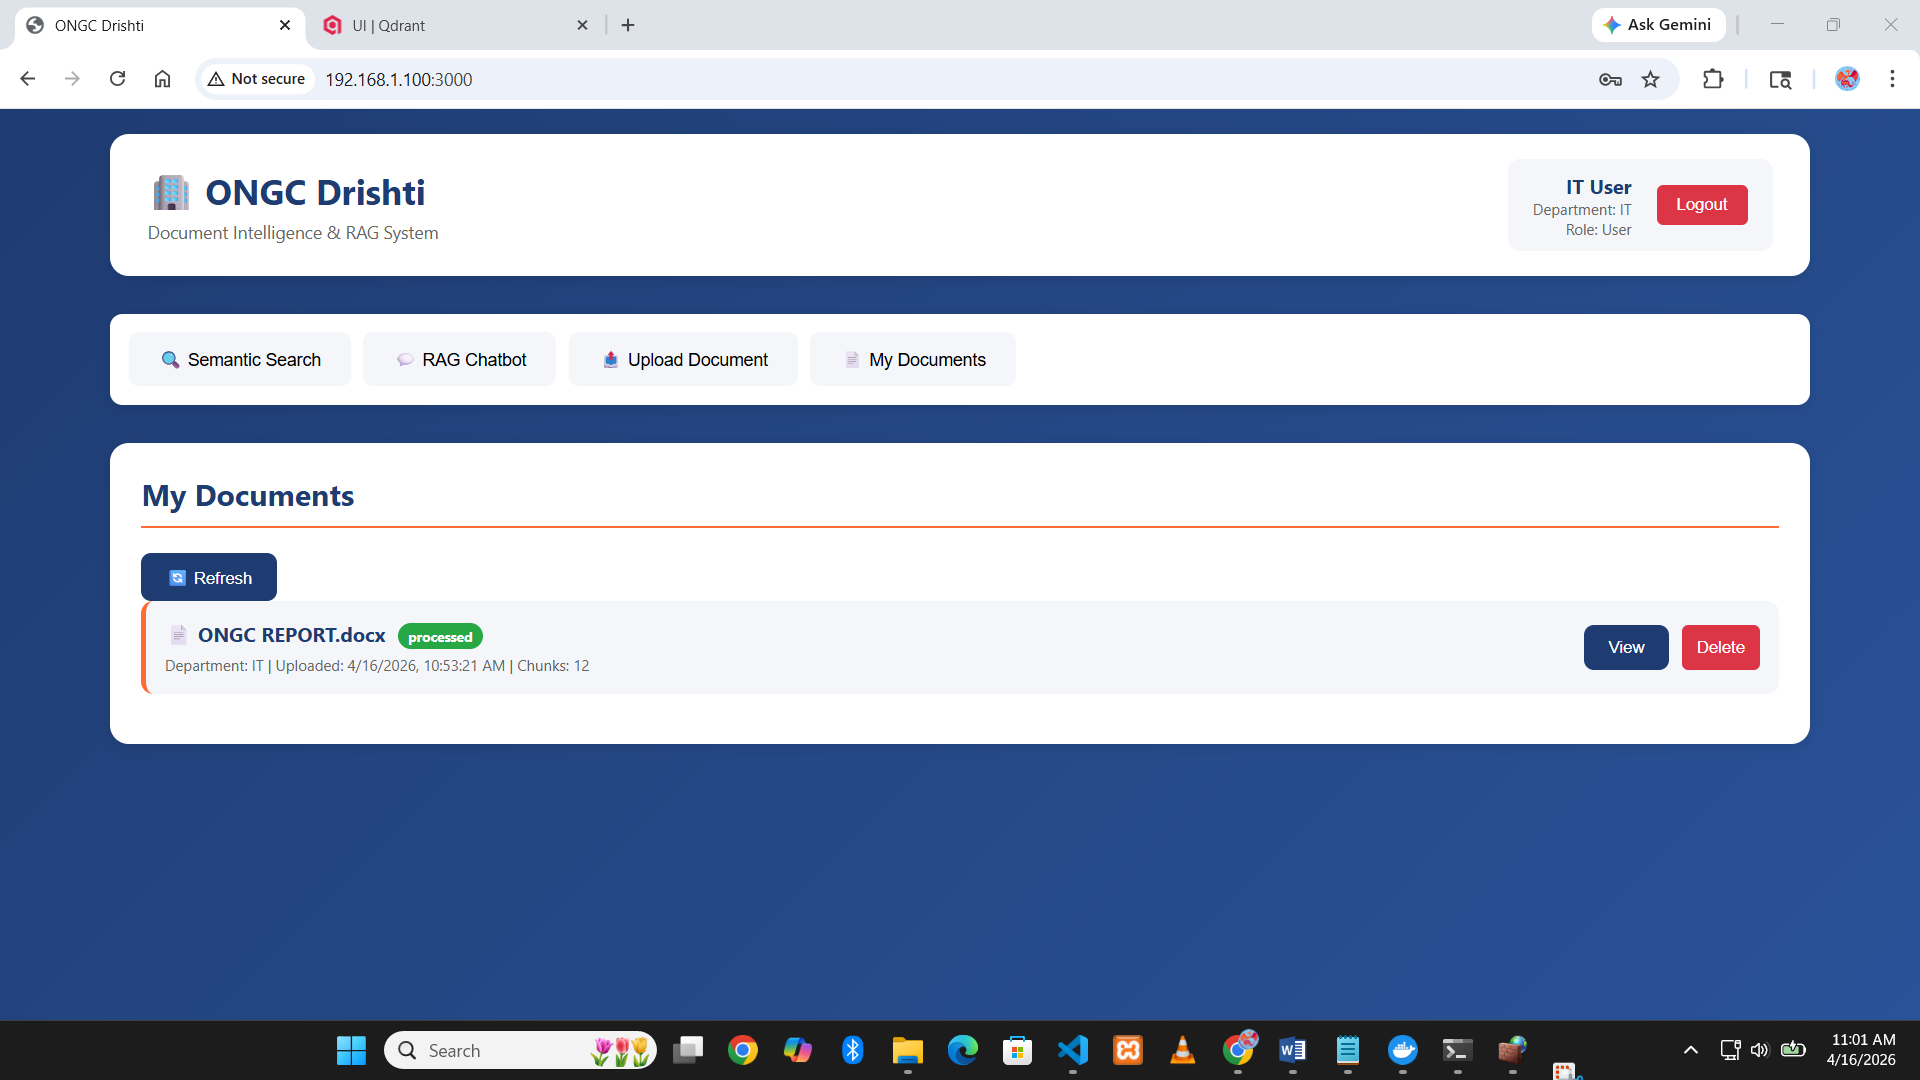 ONGC Drishti
UI | Qdrant
Ask Gemini
Not secure
192.168.1.100:3000
ONGC Drishti
Document Intelligence & RAG System
IT User
Department: IT
Role: User
Logout
Semantic Search
RAG Chatbot
Upload Document
My Documents
My Documents
Refresh
ONGC REPORT.docx processed
Department: IT | Uploaded: 4/16/2026, 10:53:21 AM | Chunks: 12
View
Delete
Search
11:01 AM
4/16/2026